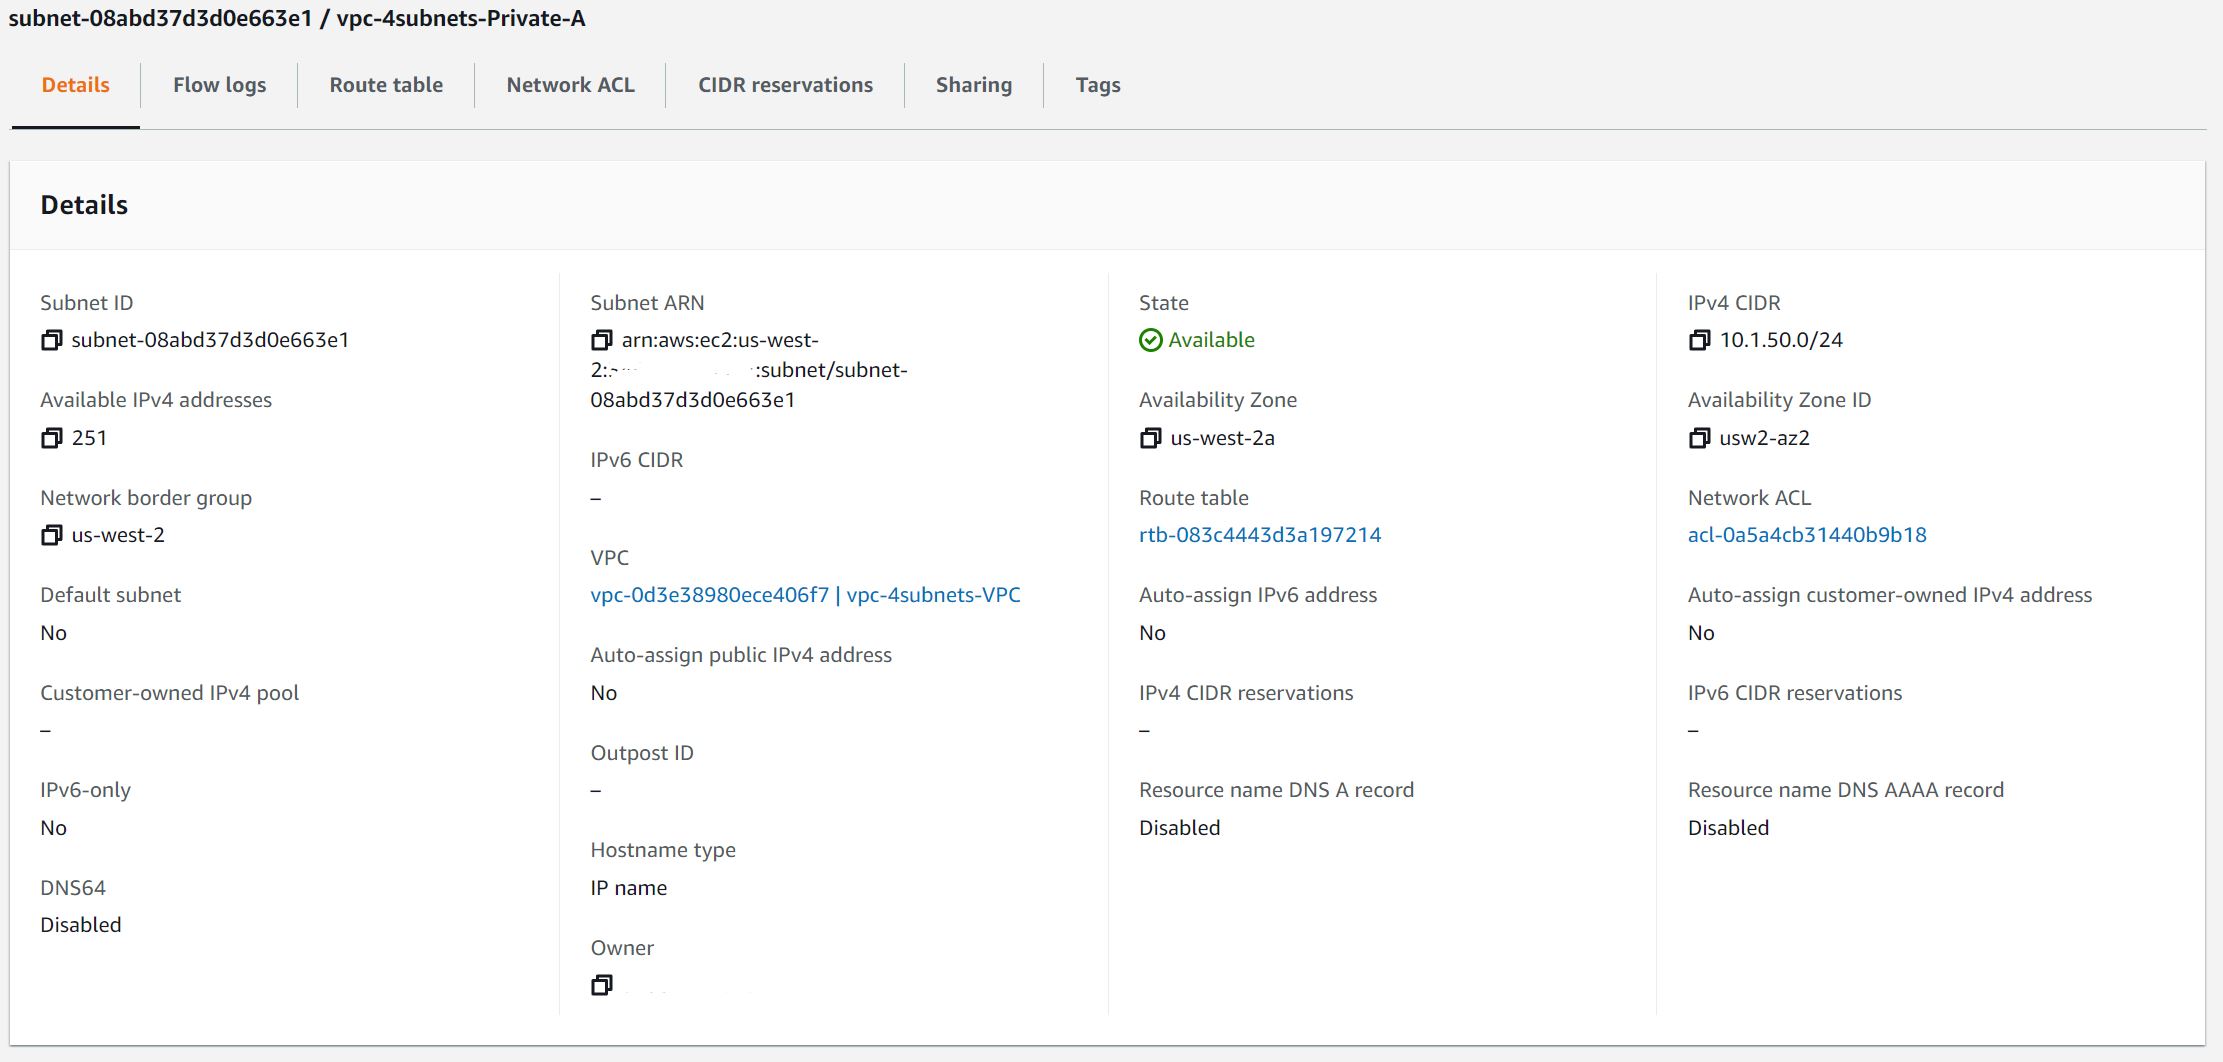 subnet-08abd37d3d0e663e1 / vpc-4subnets-Private-A
Details
Flow logs
Route table
Network ACL
CIDR reservations
Sharing
Tags
Details
Subnet ID
subnet-08abd37d3d0e663e1
Available IPv4 addresses
251
Network border group
us-west-2
Default subnet
No
Customer-owned IPv4 pool
–
IPv6-only
No
DNS64
Disabled
Subnet ARN
arn:aws:ec2:us-west-
2: :subnet/subnet-
08abd37d3d0e663e1
IPv6 CIDR
–
VPC
vpc-0d3e38980ece406f7 | vpc-4subnets-VPC
Auto-assign public IPv4 address
No
Outpost ID
–
Hostname type
IP name
Owner
State
Available
Availability Zone
us-west-2a
Route table
rtb-083c4443d3a197214
Auto-assign IPv6 address
No
IPv4 CIDR reservations
–
Resource name DNS A record
Disabled
IPv4 CIDR
10.1.50.0/24
Availability Zone ID
usw2-az2
Network ACL
acl-0a5a4cb31440b9b18
Auto-assign customer-owned IPv4 address
No
IPv6 CIDR reservations
–
Resource name DNS AAAA record
Disabled